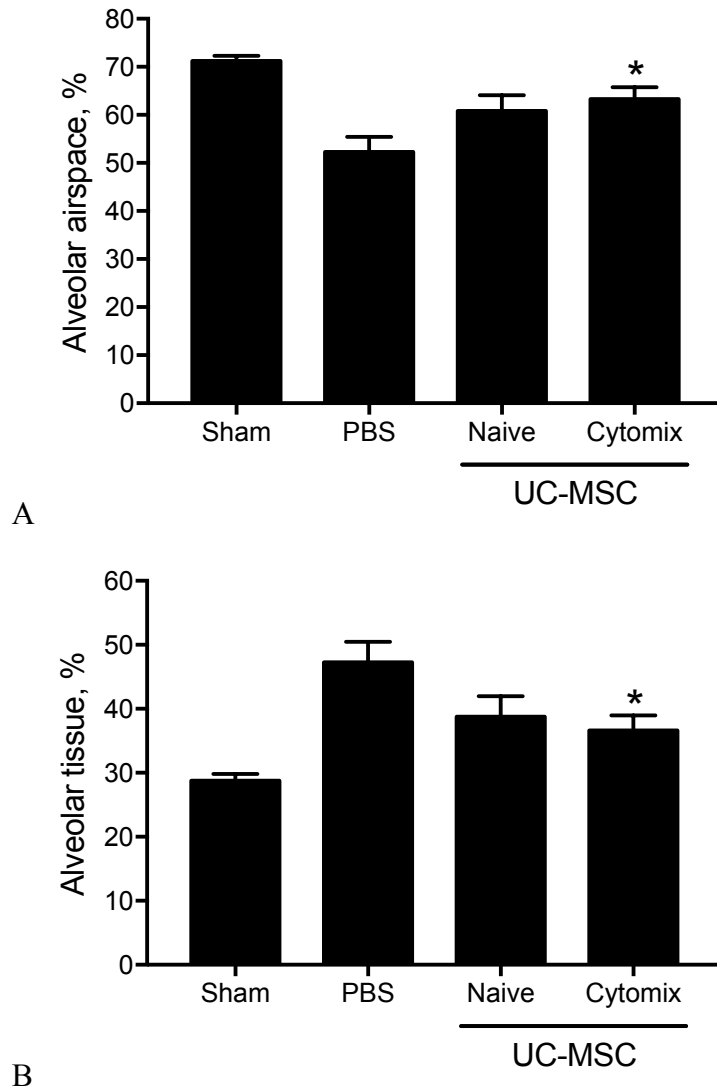 Alveolar airspace, %
80
70
60
50
40
30
20
10
0
*
Sham PBS Naive Cytomix
UC-MSC
A
Alveolar tissue, %
60
50
40
30
20
10
0
*
Sham PBS Naive Cytomix
UC-MSC
B